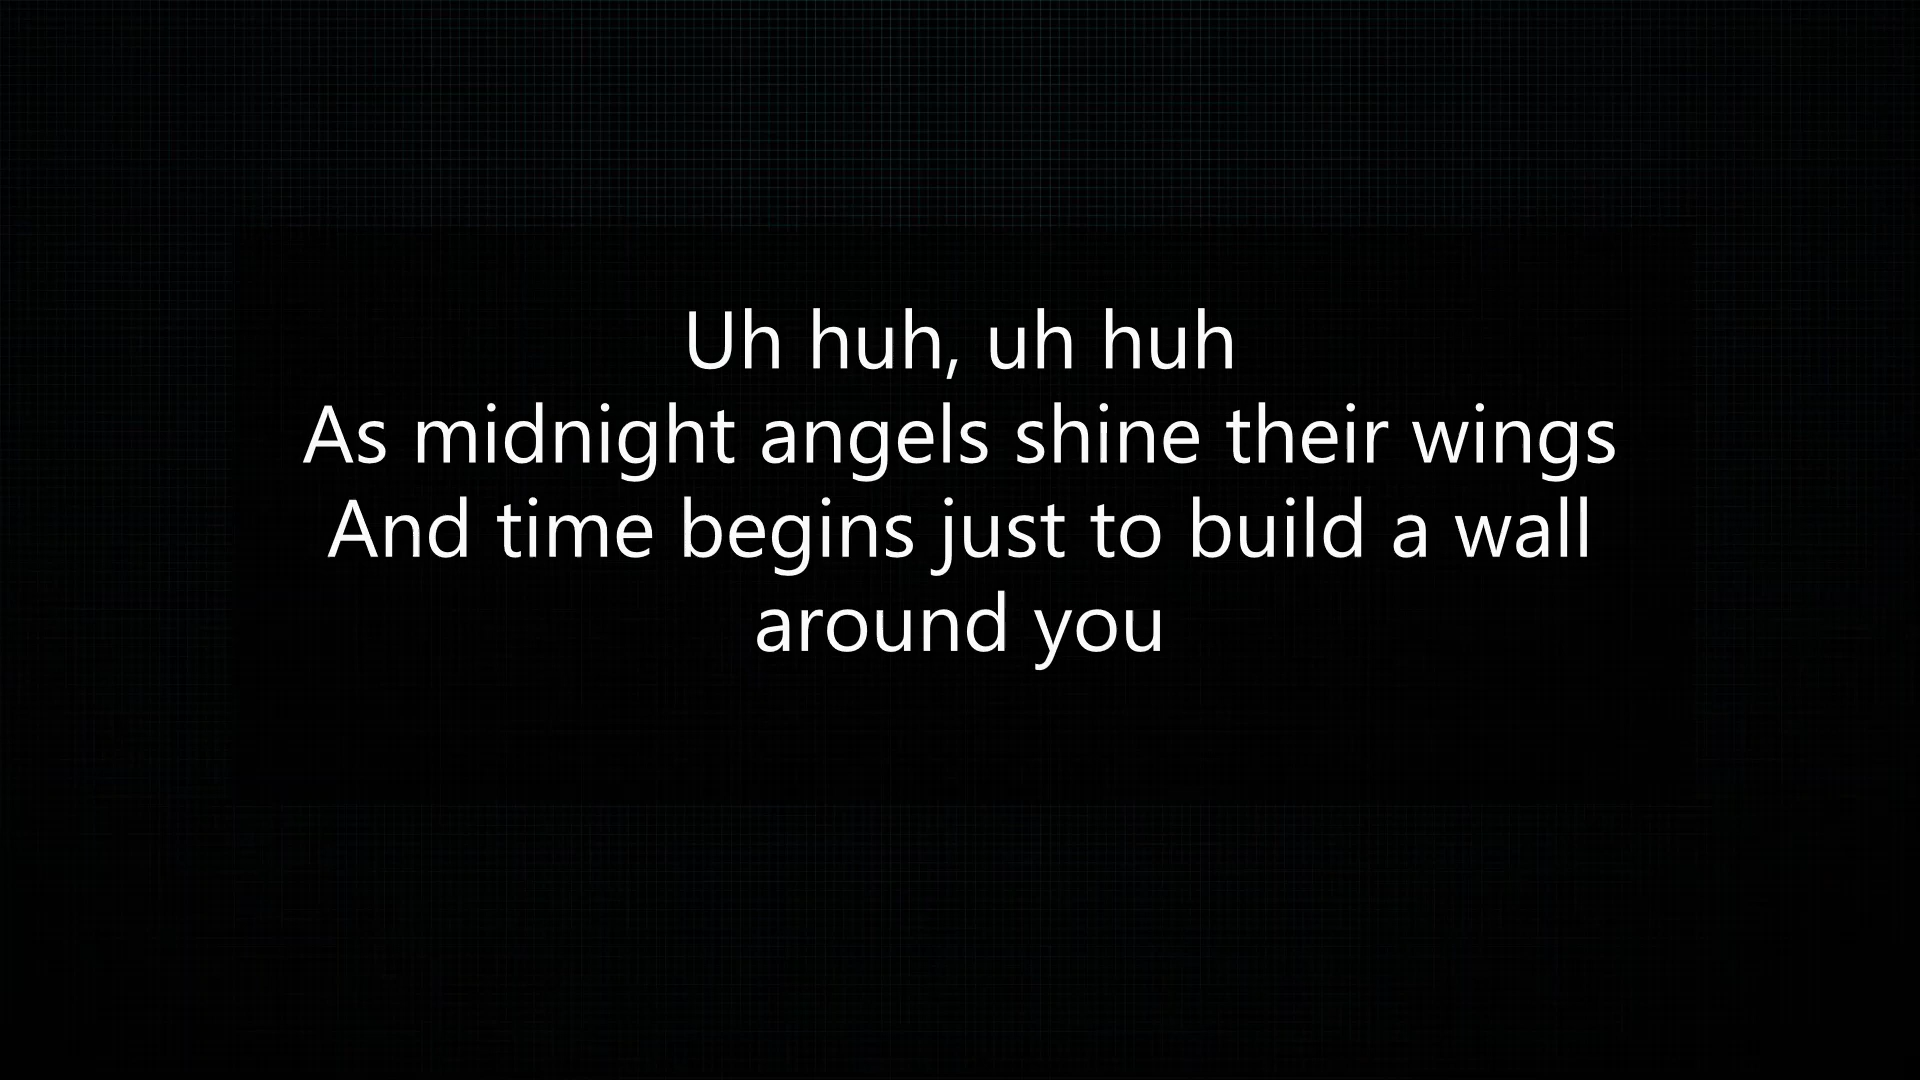 Uh huh, uh huh
As midnight angels shine their wings
And time begins just to build a wall
around you